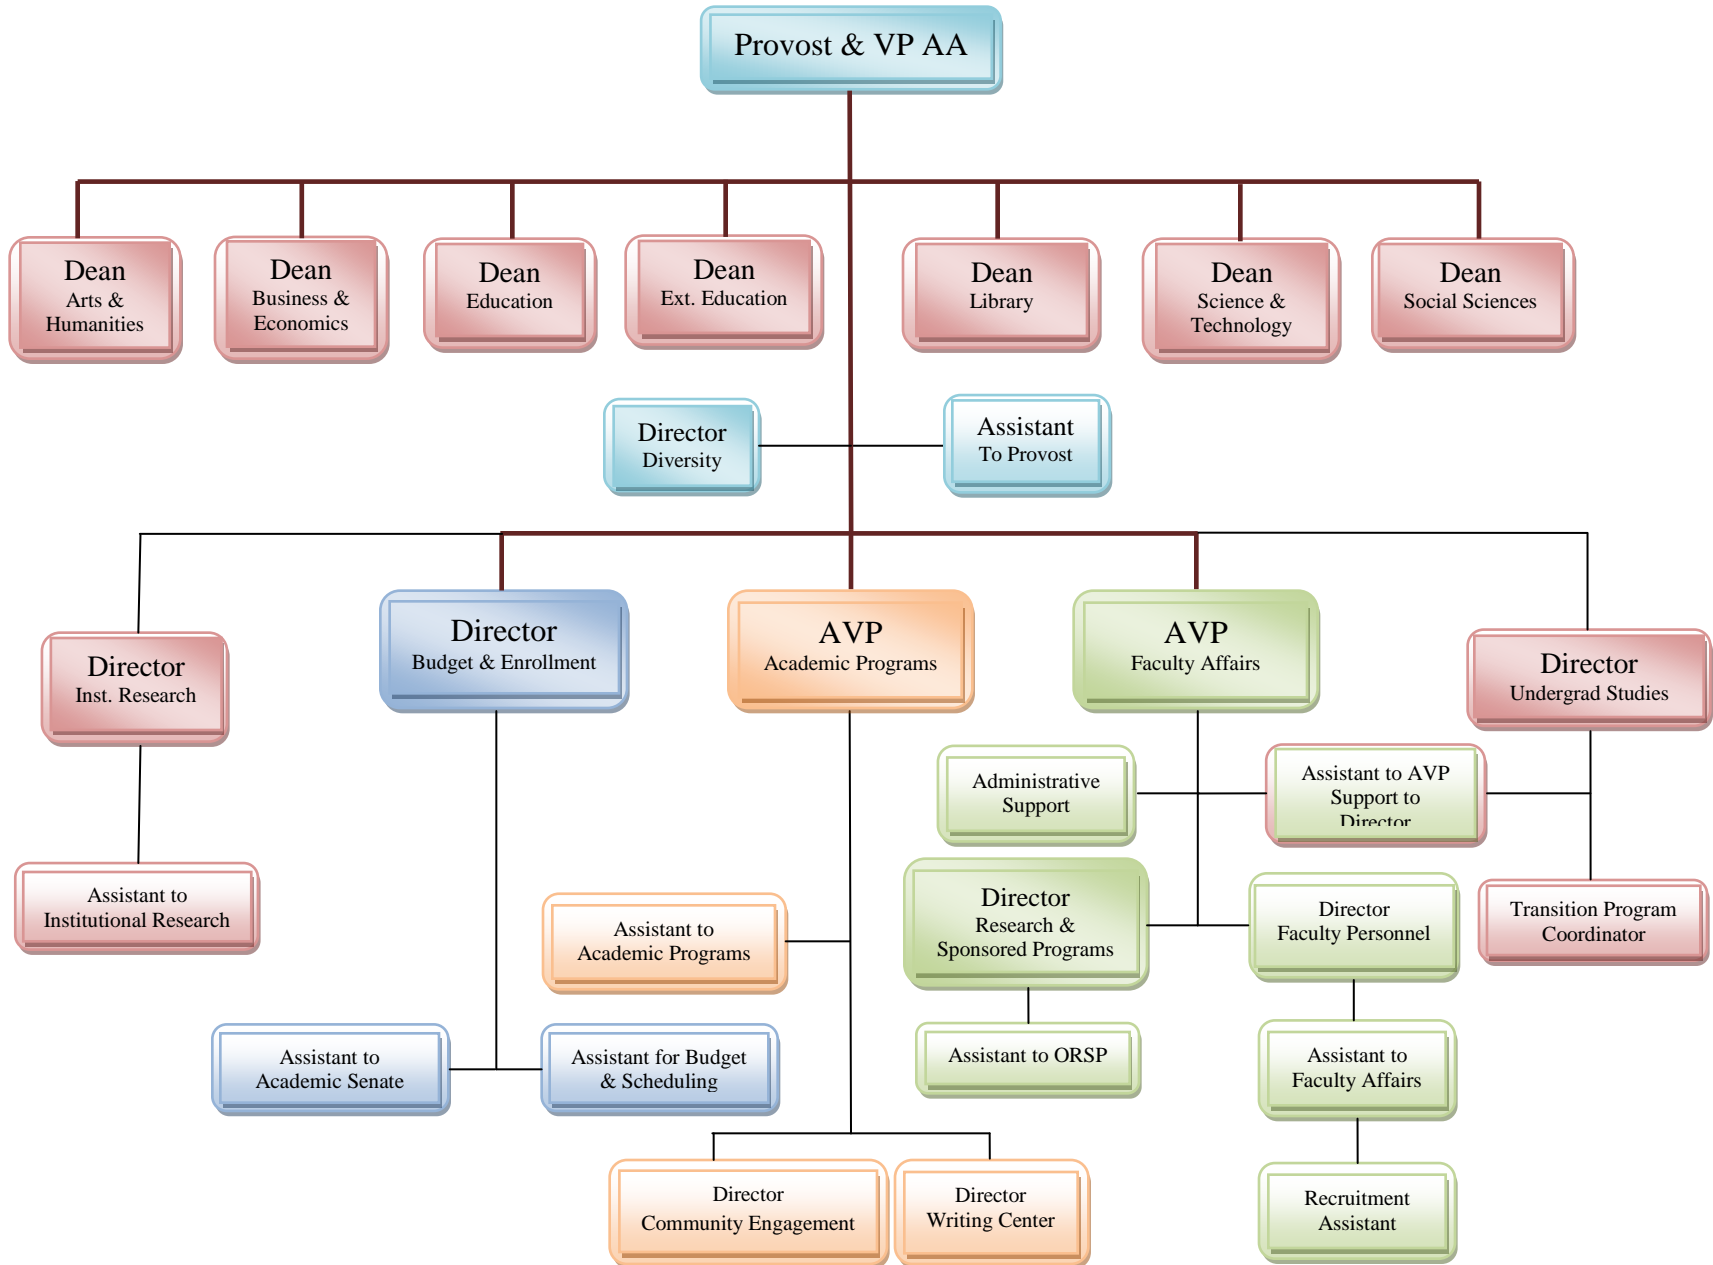 Provost & VP AA
Dean
Arts &
Humanities
Dean
Business &
Economics
Dean
Education
Dean
Ext. Education
Dean
Library
Dean
Science &
Technology
Dean
Social Sciences
Director
Diversity
Assistant
To Provost
Director
Inst. Research
Director
Budget & Enrollment
AVP
Academic Programs
AVP
Faculty Affairs
Director
Undergrad Studies
Administrative
Support
Assistant to AVP
Support to
Director
Assistant to
Institutional Research
Assistant to
Academic Programs
Director
Research &
Sponsored Programs
Director
Faculty Personnel
Transition Program
Coordinator
Assistant to
Academic Senate
Assistant for Budget
& Scheduling
Assistant to ORSP
Assistant to
Faculty Affairs
Director
Community Engagement
Director
Writing Center
Recruitment
Assistant